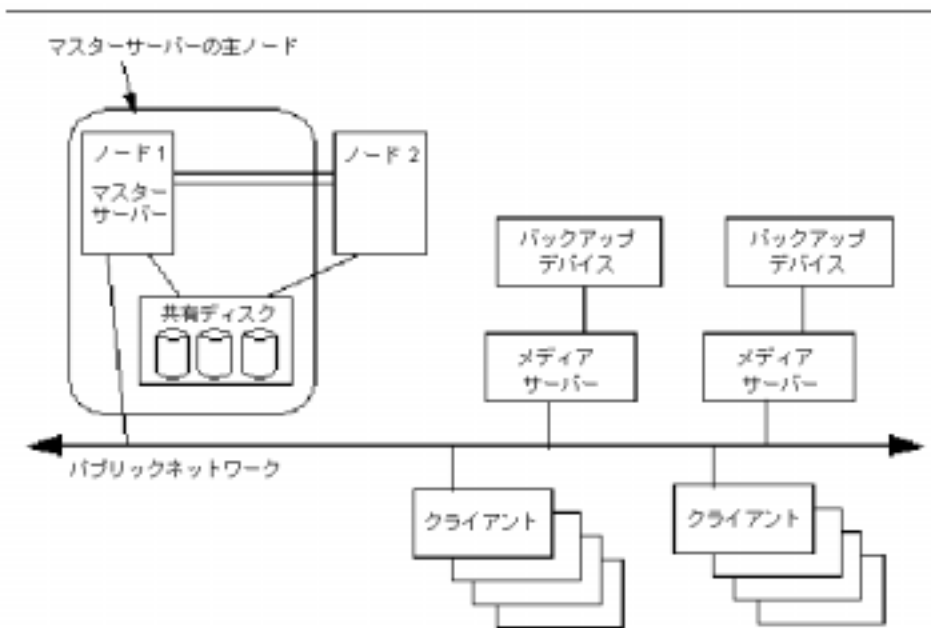 マスターサーバーの主ノード
ノード 1
マスター
サーバー
ノード 2
共有ディスク
バックアップ
デバイス
バックアップ
デバイス
メディア
サーバー
メディア
サーバー
パブリックネットワーク
クライアント
クライアント